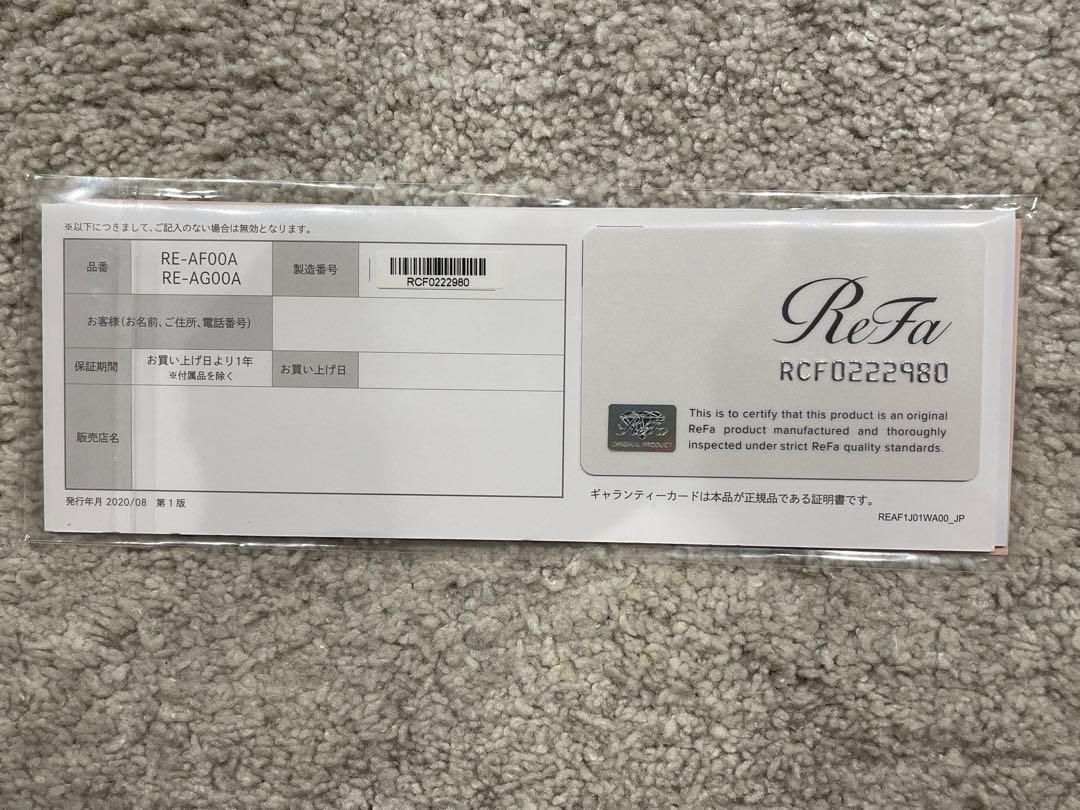 ※以下につきまして、ご記入のない場合は無効となります。
品番
RE-AF00A
RE-AG00A
製造番号
RCF0222980
お客様(お名前、ご住所、電話番号)
保証期間
お買い上げ日より1年
※付属品を除く
お買い上げ日
販売店名
発行年月 2020/08 第1版
ReFa
RCF0222980
ReFa
ORIGINAL PRODUCT
This is to certify that this product is an original
ReFa product manufactured and thoroughly
inspected under strict ReFa quality standards.
ギャランティーカードは本品が正規品である証明書です。
REAF1J01WA00_JP